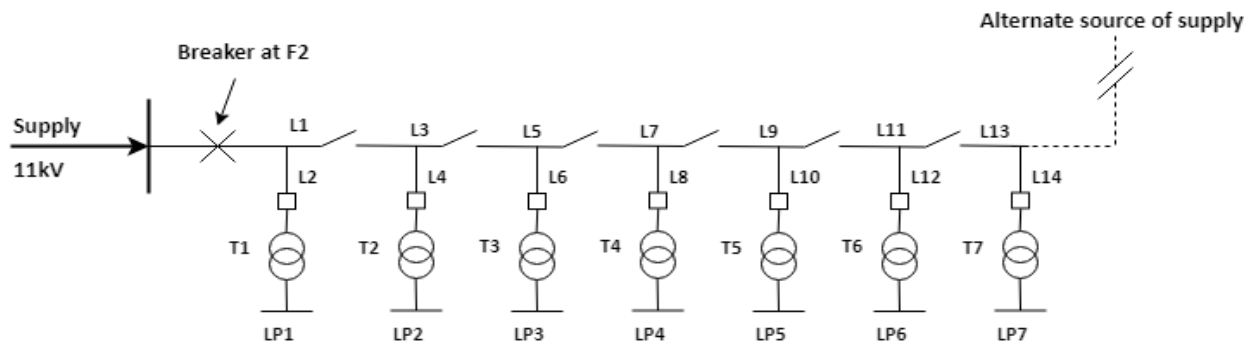 Alternate source of supply
Breaker at F2
Supply
11kV
L1
L3
L5
L7
L9
L11
L13
L2
L4
L6
L8
L10
L12
L14
T1
T2
T3
T4
T5
T6
T7
LP1
LP2
LP3
LP4
LP5
LP6
LP7